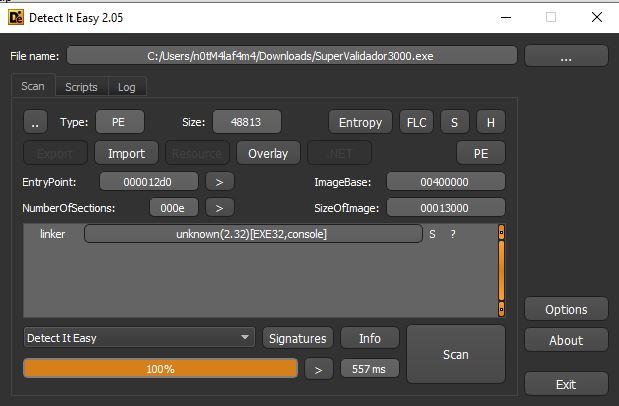 Detect It Easy 2.05
File name: C:/Users/n0tM4laf4m4/Downloads/SuperValidador3000.exe ...
Scan Scripts Log
.. Type: PE Size: 48813 Entropy FLC S H
Export Import Resource Overlay .NET PE
EntryPoint: 000012d0 > ImageBase: 00400000
NumberOfSections: 000e > SizeOfImage: 00013000
linker unknown(2.32)[EXE32,console] S ?
Options
Detect It Easy Signatures Info Scan About
100% > 557 ms
Exit